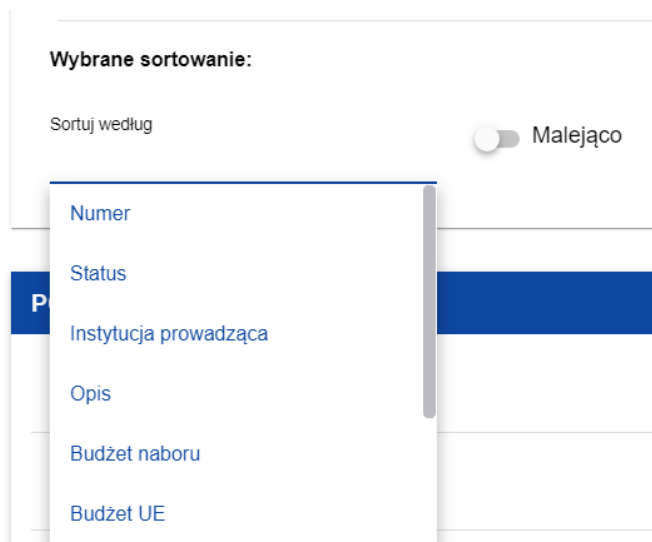 Wybrane sortowanie:
Sortuj według
Malejąco
Numer
Status
Instytucja prowadząca
Opis
Budżet naboru
Budżet UE